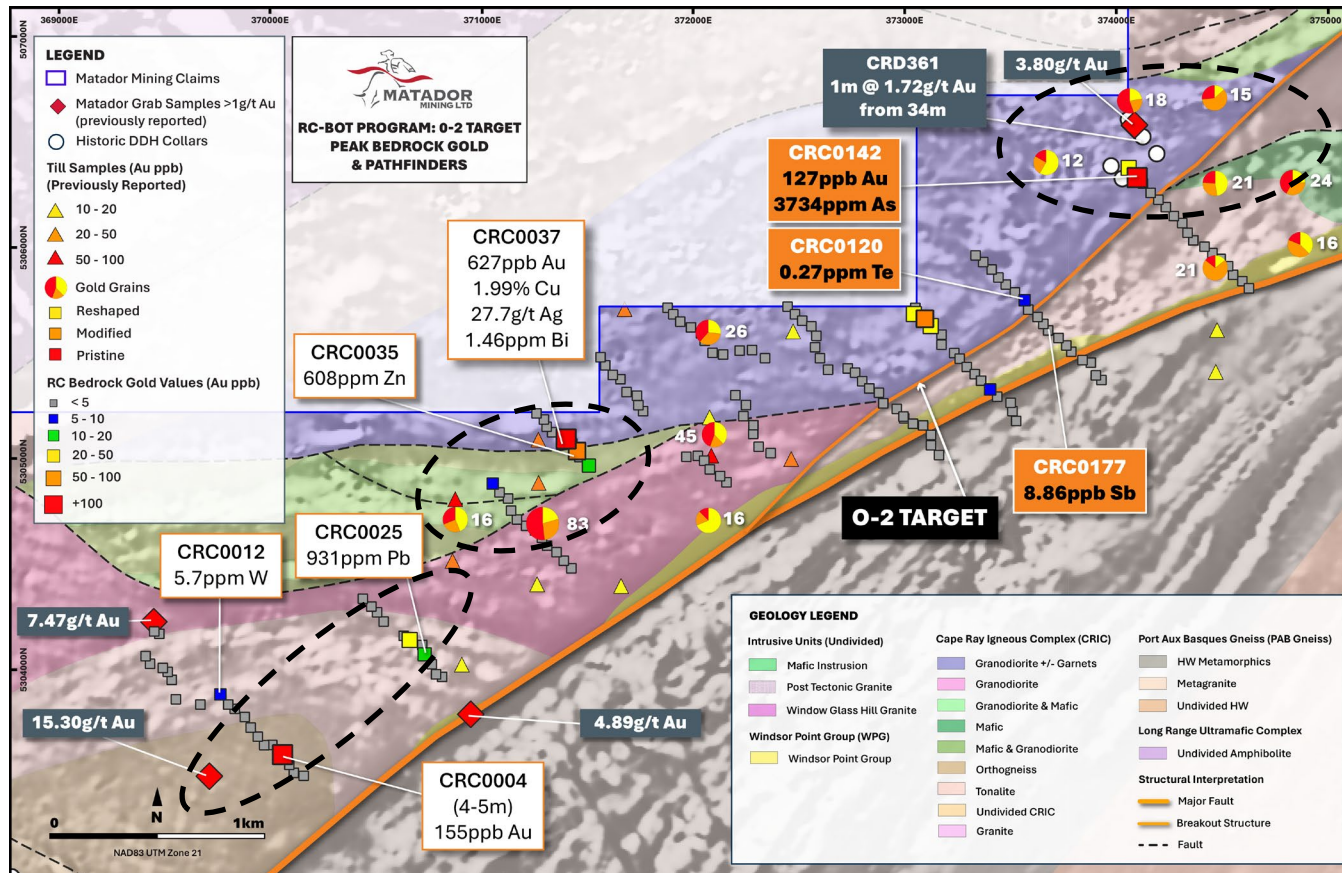 369000E
370000E
371000E
372000E
373000E
374000E
375000
507000N
5306000N
5305000N
5304000N
LEGEND
Matador Mining Claims
Matador Grab Samples >1g/t Au
(previously reported)
Historic DDH Collars
Till Samples (Au ppb)
(Previously Reported)
10 - 20
20 - 50
50 - 100
Gold Grains
Reshaped
Modified
Pristine
RC Bedrock Gold Values (Au ppb)
< 5
5 - 10
10 - 20
20 - 50
50 - 100
+100
MATADOR
MINING LTD
RC-BOT PROGRAM: 0-2 TARGET
PEAK BEDROCK GOLD
& PATHFINDERS
CRD361
1m @ 1.72g/t Au
from 34m
3.80g/t Au
18
15
12
21
24
16
21
CRC0142
127ppb Au
3734ppm As
CRC0120
0.27ppm Te
CRC0037
627ppb Au
1.99% Cu
27.7g/t Ag
1.46ppm Bi
CRC0035
608ppm Zn
26
45
16
83
16
CRC0177
8.86ppb Sb
O-2 TARGET
CRC0025
931ppm Pb
CRC0012
5.7ppm W
7.47g/t Au
15.30g/t Au
4.89g/t Au
CRC0004
(4-5m)
155ppb Au
N
0
1km
NAD83 UTM Zone 21
GEOLOGY LEGEND
Intrusive Units (Undivided)
Mafic Instrusion
Post Tectonic Granite
Window Glass Hill Granite
Windsor Point Group (WPG)
Windsor Point Group
Cape Ray Igneous Complex (CRIC)
Granodiorite +/- Garnets
Granodiorite
Granodiorite & Mafic
Mafic
Mafic & Granodiorite
Orthogneiss
Tonalite
Undivided CRIC
Granite
Port Aux Basques Gneiss (PAB Gneiss)
HW Metamorphics
Metagranite
Undivided HW
Long Range Ultramafic Complex
Undivided Amphibolite
Structural Interpretation
Major Fault
Breakout Structure
Fault